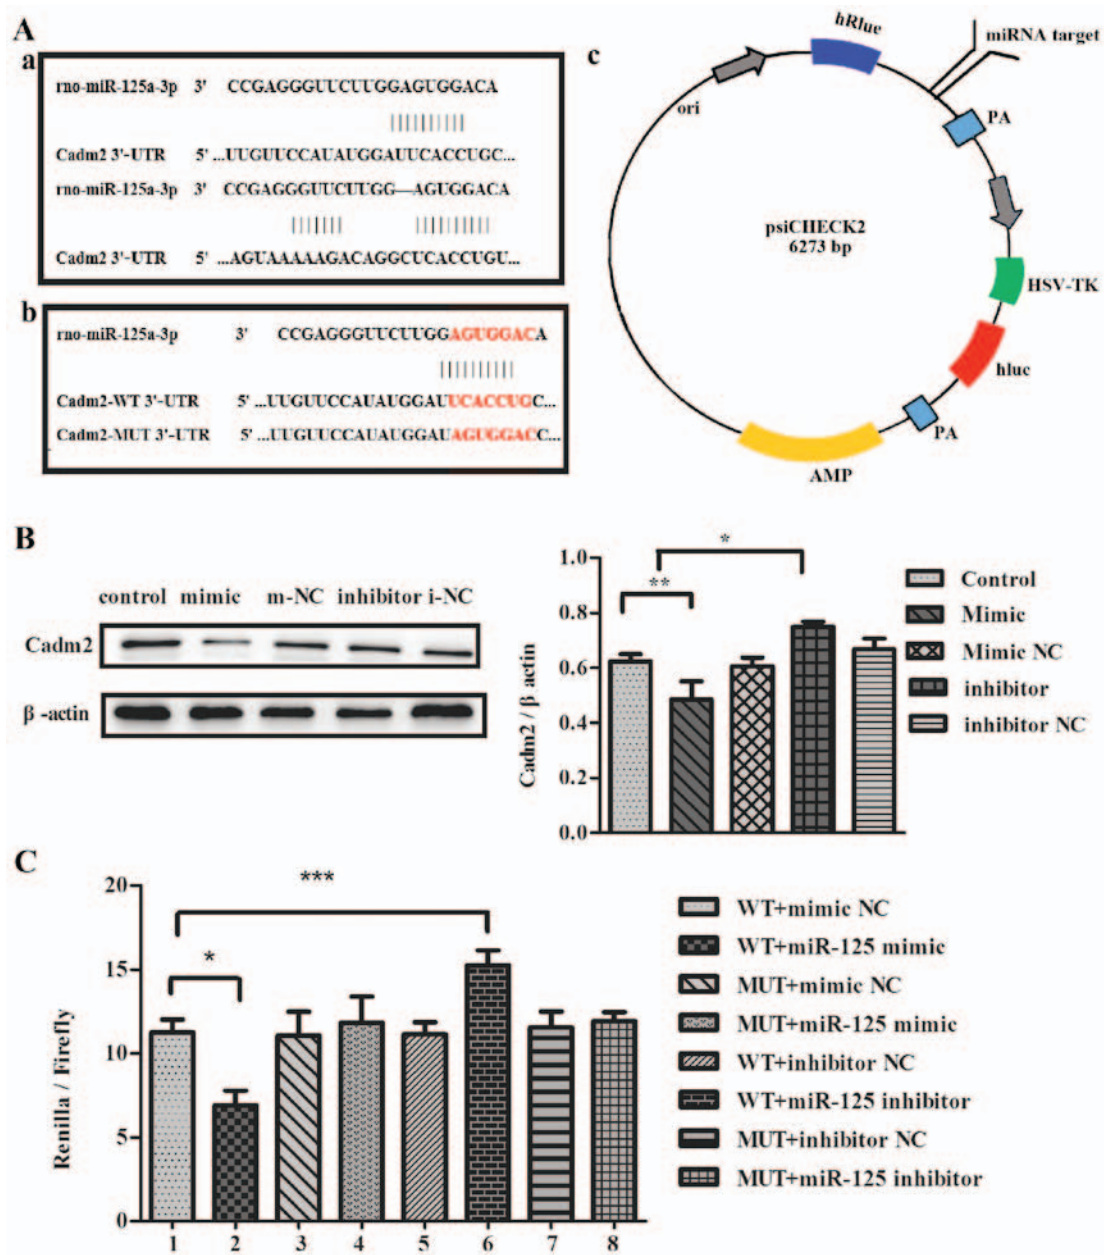 A
a
rno-miR-125a-3p 3' CCGAGGGUUCUUGGAGUGGACA
Cadm2 3'-UTR 5' ...UUGUUCCAUAUGGAUUCACCUGC...
rno-miR-125a-3p 3' CCGAGGGUUCUUGG—AGUGGACA
Cadm2 3'-UTR 5' ...AGUAAAAAGACAGGCUCACCUGU...
b
rno-miR-125a-3p 3' CCGAGGGUUCUUGGAGUGGACA
Cadm2-WT 3'-UTR 5' ...UUGUUCCAUAUGGAUUCACCUGC...
Cadm2-MUT 3'-UTR 5' ...UUGUUCCAUAUGGAUAGUGGACC...
c
hRlue
miRNA target
ori
PA
psiCHECK2
6273 bp
HSV-TK
hluc
PA
AMP
B
control mimic m-NC inhibitor i-NC
Cadm2
β -actin
Cadm2 / β actin
1.0
0.8
0.6
0.4
0.2
0.0
*
**
Control
Mimic
Mimic NC
inhibitor
inhibitor NC
C
Renilla / Firefly
20
15
10
5
0
***
*
1 2 3 4 5 6 7 8
WT+mimic NC
WT+miR-125 mimic
MUT+mimic NC
MUT+miR-125 mimic
WT+inhibitor NC
WT+miR-125 inhibitor
MUT+inhibitor NC
MUT+miR-125 inhibitor